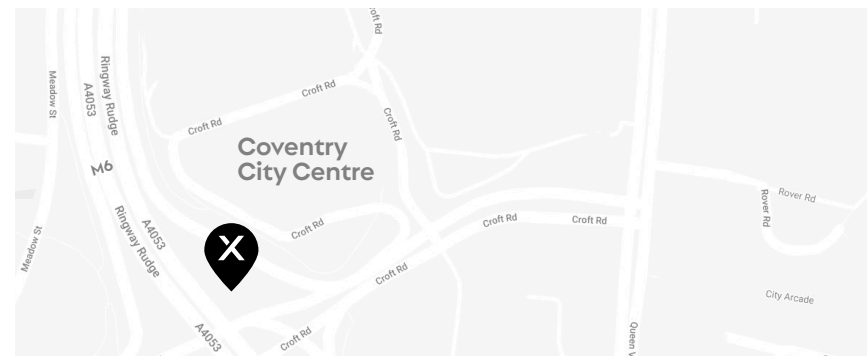 oft Rd
Croft Rd
Croft Rd
Croft Rd
Meadow St
A4053
Ringway Rudge
M6
Coventry
City Centre
Ringway Rudge
A4053
Meadow St
X
Croft Rd
Croft Rd
Croft Rd
Croft Rd
Rover Rd
Rover Rd
City Arcade
A4053
Croft Rd
Queen V